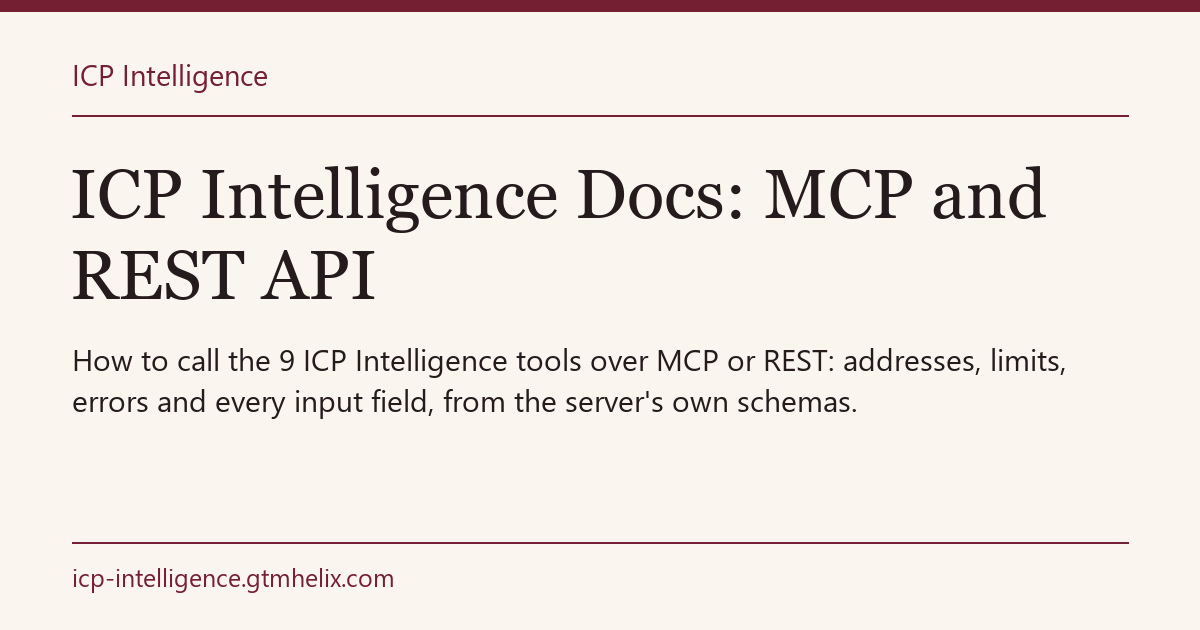 ICP Intelligence
ICP Intelligence Docs: MCP and
REST API
How to call the 9 ICP Intelligence tools over MCP or REST: addresses, limits,
errors and every input field, from the server's own schemas.
icp-intelligence.gtmhelix.com